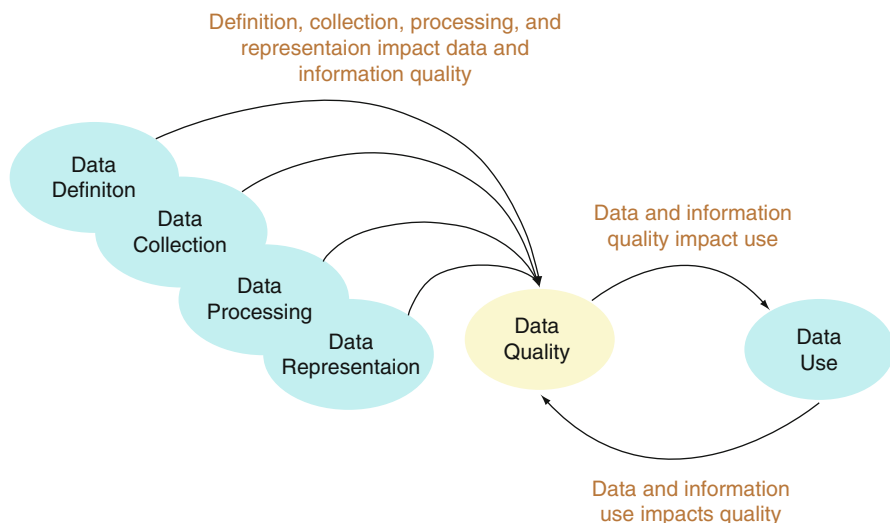 Definition, collection, processing, and
representaion impact data and
information quality
Data
Definiton
Data
Collection
Data
Processing
Data
Representaion
Data and information
quality impact use
Data
Quality
Data
Use
Data and information
use impacts quality